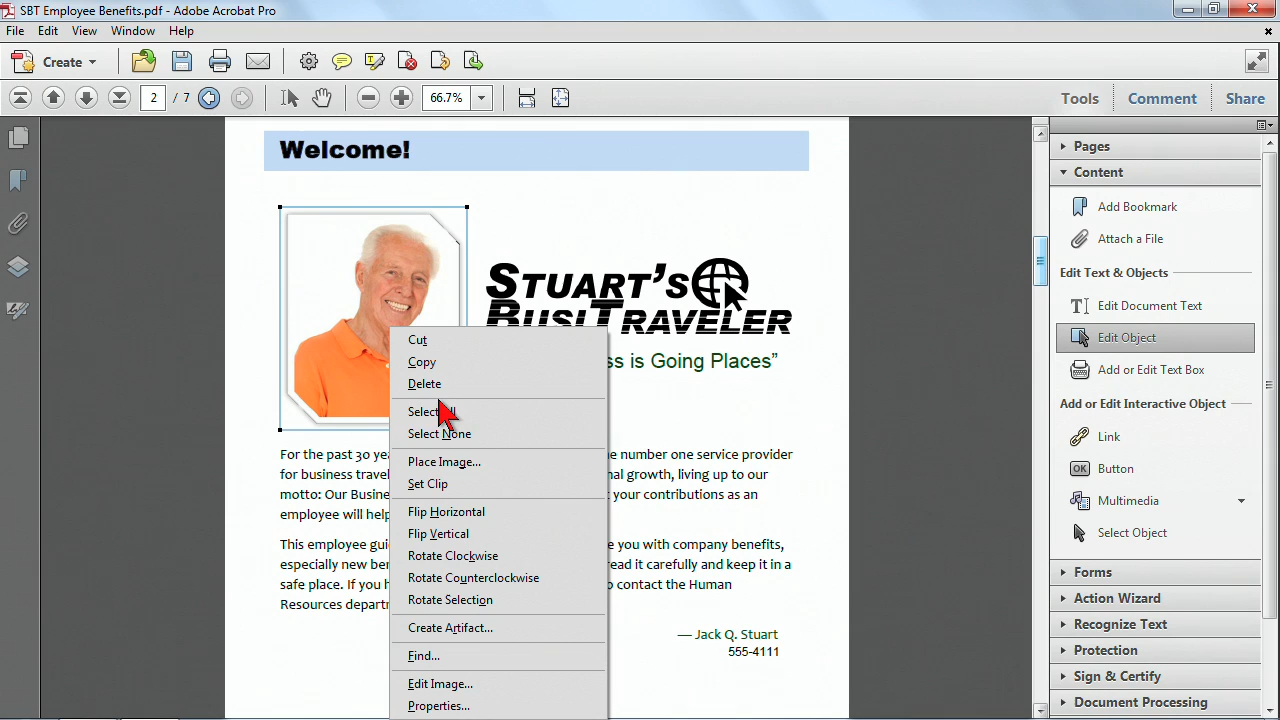 SBT Employee Benefits.pdf - Adobe Acrobat Pro
File Edit View Window Help
Create
2 / 7 66.7% Tools Comment Share
Welcome!
STUART'S
BUSITRAVELER
ss is Going Places”
For the past 30 yea
e number one service provider
for business travel
nal growth, living up to our
motto: Our Busines
t your contributions as an
employee will help
This employee guid
e you with company benefits,
especially new ben
read it carefully and keep it in a
safe place. If you h
o contact the Human
Resources departm
— Jack Q. Stuart
555-4111
Cut
Copy
Delete
Select All
Select None
Place Image...
Set Clip
Flip Horizontal
Flip Vertical
Rotate Clockwise
Rotate Counterclockwise
Rotate Selection
Create Artifact...
Find...
Edit Image...
Properties...
Pages
Content
Add Bookmark
Attach a File
Edit Text & Objects
Edit Document Text
Edit Object
Add or Edit Text Box
Add or Edit Interactive Object
Link
OK Button
Multimedia
Select Object
Forms
Action Wizard
Recognize Text
Protection
Sign & Certify
Document Processing